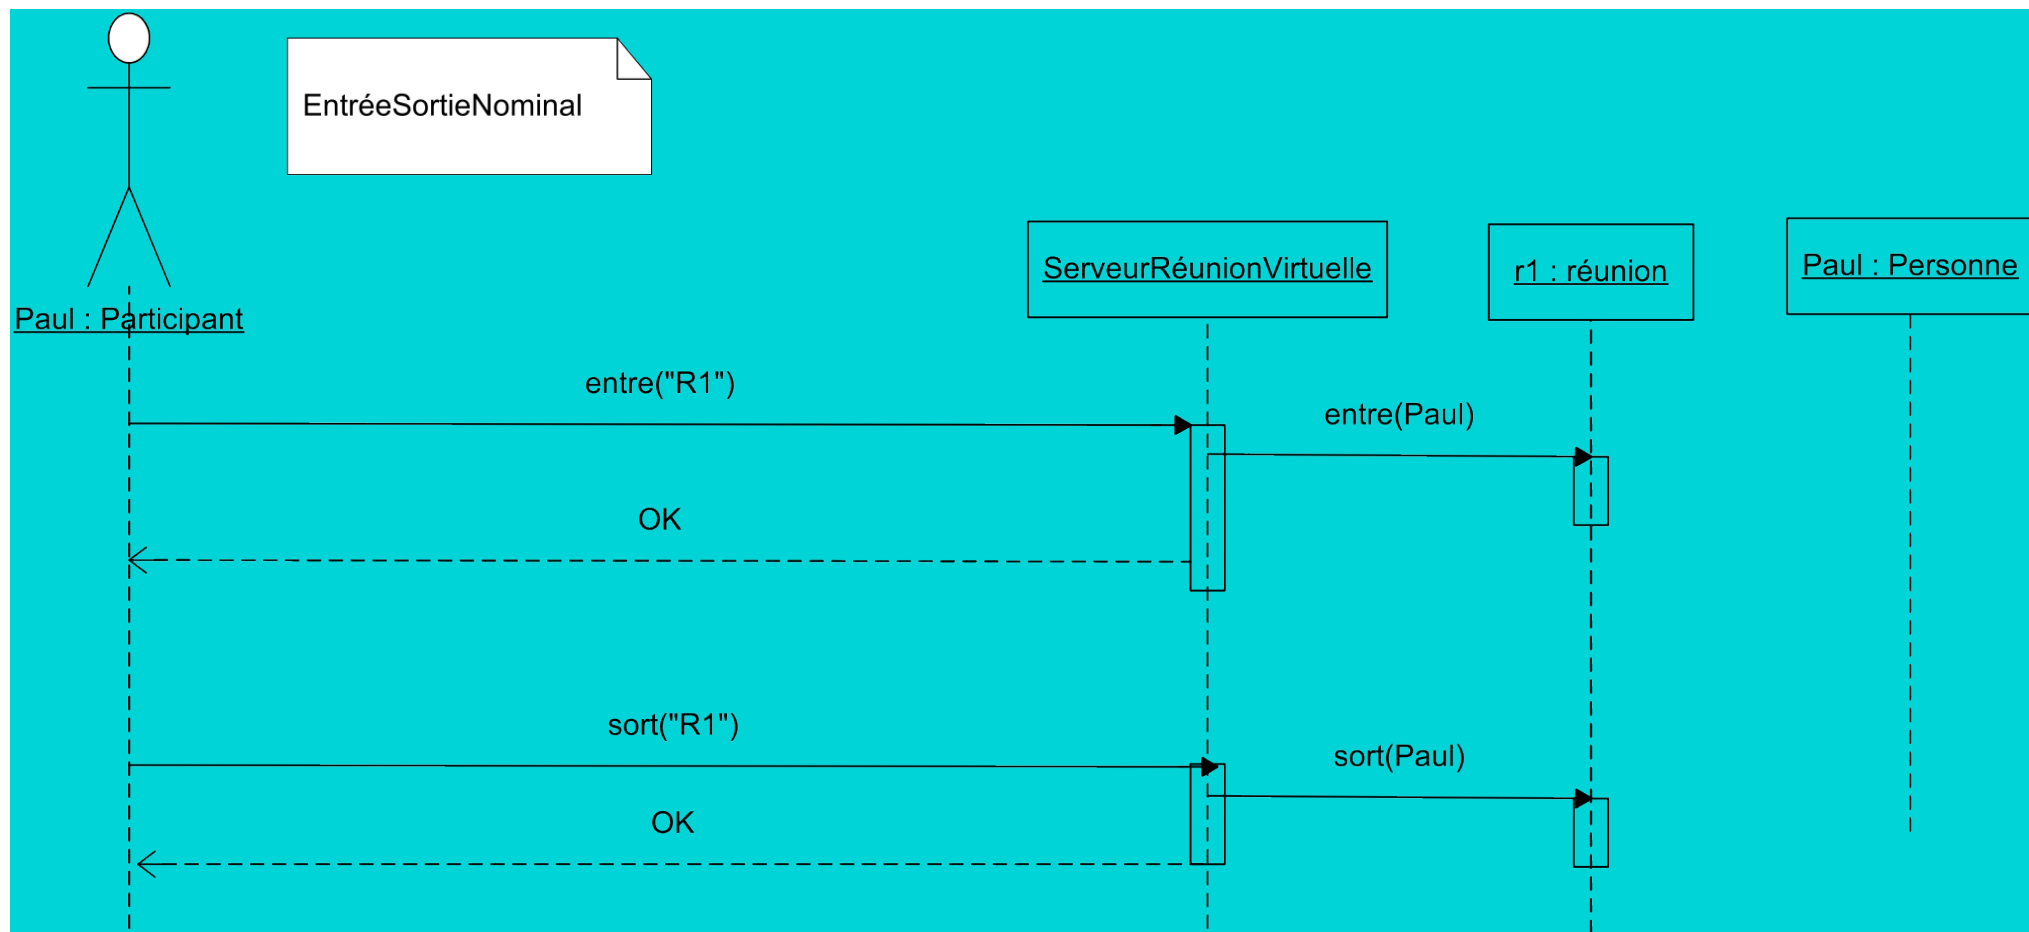 EntréeSortieNominal
ServeurRéunionVirtuelle
r1 : réunion
Paul : Personne
Paul : Participant
entre("R1")
entre(Paul)
OK
sort("R1")
sort(Paul)
OK